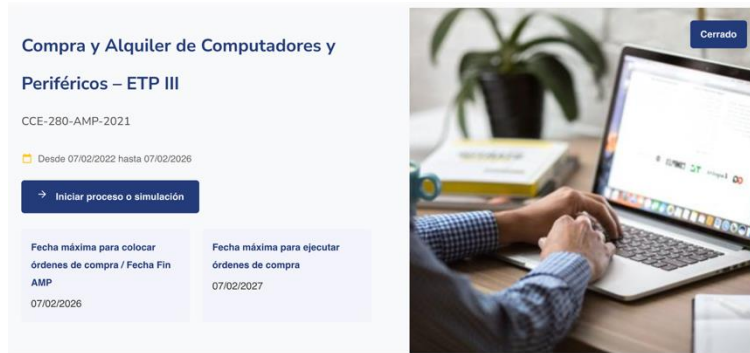 Compra y Alquiler de Computadores y
Periféricos – ETP III
CCE-280-AMP-2021
Desde 07/02/2022 hasta 07/02/2026
→ Iniciar proceso o simulación
Fecha máxima para colocar
órdenes de compra / Fecha Fin
AMP
07/02/2026
Fecha máxima para ejecutar
órdenes de compra
07/02/2027
Cerrado